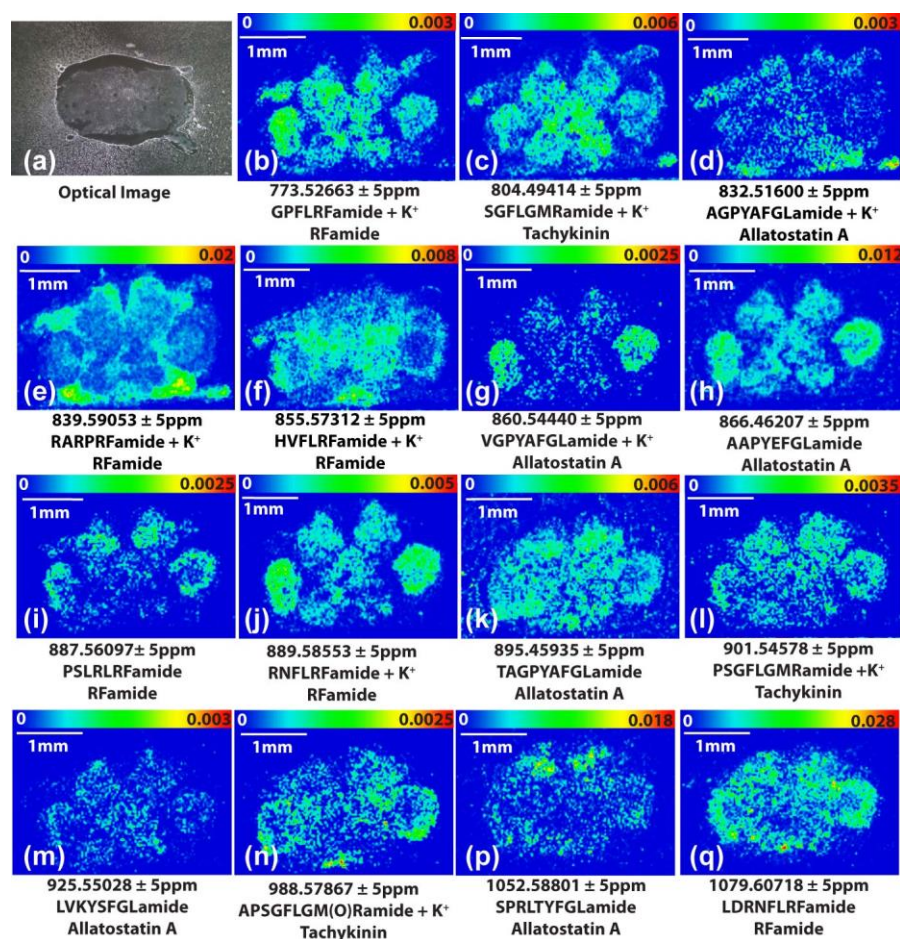 0 0.003 0 0.006 0 0.003
1mm 1mm 1mm
(a) (b) (c) (d)
Optical Image 773.52663 ± 5ppm 804.49414 ± 5ppm 832.51600 ± 5ppm
GPFLRFamide + K⁺ SGFLGMRamide + K⁺ AGPYAFGLamide + K⁺
RFamide Tachykinin Allatostatin A
0 0.02 0 0.008 0 0.0025 0 0.012
1mm 1mm 1mm 1mm
(e) (f) (g) (h)
839.59053 ± 5ppm 855.57312 ± 5ppm 860.54440 ± 5ppm 866.46207 ± 5ppm
RARPRFamide + K⁺ HVFLRFamide + K⁺ VGPYAFGLamide + K⁺ AAPYEFGLamide
RFamide RFamide Allatostatin A Allatostatin A
0 0.0025 0 0.005 0 0.006 0 0.0035
1mm 1mm 1mm 1mm
(i) (j) (k) (l)
887.56097± 5ppm 889.58553 ± 5ppm 895.45935 ± 5ppm 901.54578 ± 5ppm
PSLRLRFamide RNFLRFamide + K⁺ TAGPYAFGLamide PSGFLGMRamide +K⁺
RFamide RFamide Allatostatin A Tachykinin
0 0.003 0 0.0025 0 0.018 0 0.028
1mm 1mm 1mm 1mm
(m) (n) (p) (q)
925.55028 ± 5ppm 988.57867 ± 5ppm 1052.58801 ± 5ppm 1079.60718 ± 5ppm
LVKYSFGLamide APSGFLGM(O)Ramide + K⁺ SPRLTYFGLamide LDRNFLRFamide
Allatostatin A Tachykinin Allatostatin A RFamide